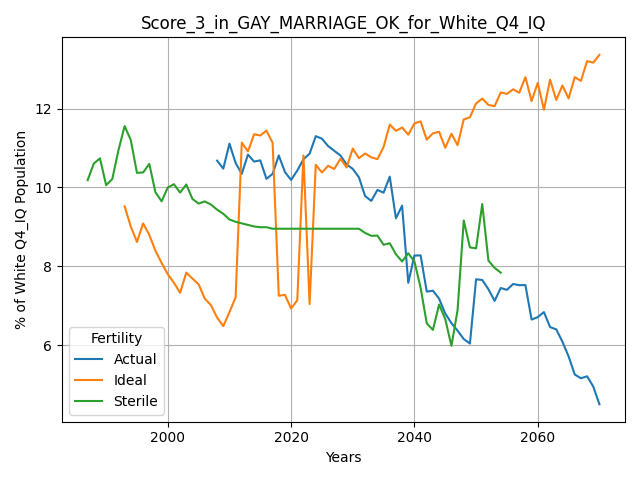 Score_3_in_GAY_MARRIAGE_OK_for_White_Q4_IQ
% of White Q4_IQ Population
12
10
8
6
Fertility
Actual
Ideal
Sterile
2000 2020 2040 2060
Years